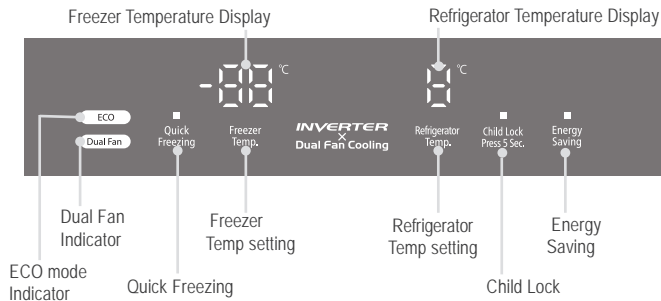 Freezer Temperature Display
Refrigerator Temperature Display
-88 °C
8 °C
ECO
Dual Fan
Quick
Freezing
Freezer
Temp.
INVERTER
×
Dual Fan Cooling
Refrigerator
Temp.
Child Lock
Press 5 Sec.
Energy
Saving
Dual Fan
Indicator
Freezer
Temp setting
Refrigerator
Temp setting
Energy
Saving
ECO mode
Indicator
Quick Freezing
Child Lock